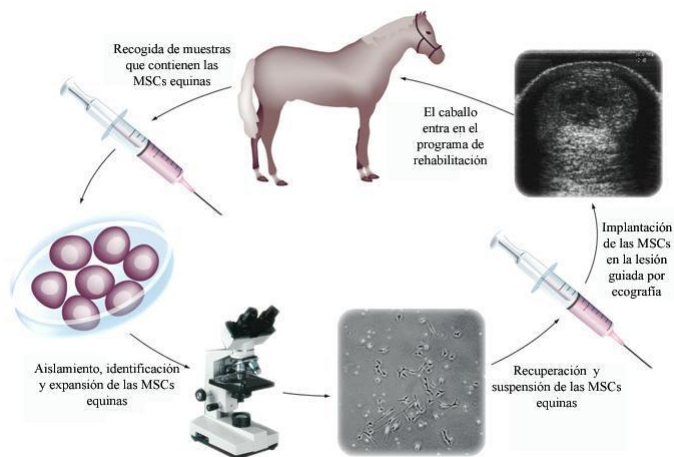 Recogida de muestras
que contienen las
MSCs equinas
El caballo
entra en el
programa de
rehabilitación
Implantación
de las MSCs
en la lesión
guiada por
ecografía
Aislamiento, identificación
y expansión de las MSCs
equinas
Recuperación y
suspensión de las MSCs
equinas